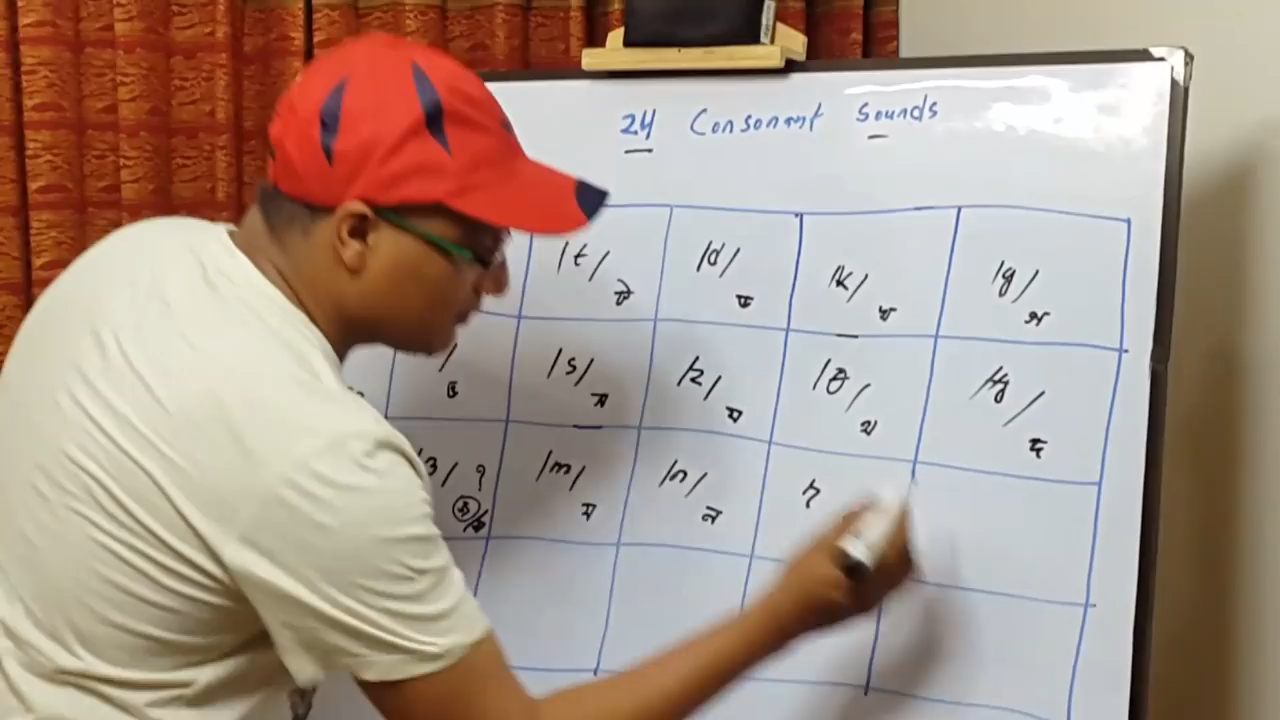 24 Consonant Sounds
/t/ ট /d/ ড /k/ ক /g/ গ
/ ভ /s/ স /z/ য /θ/ থ / দ
/ʒ/ ? /m/ ম /n/ ন